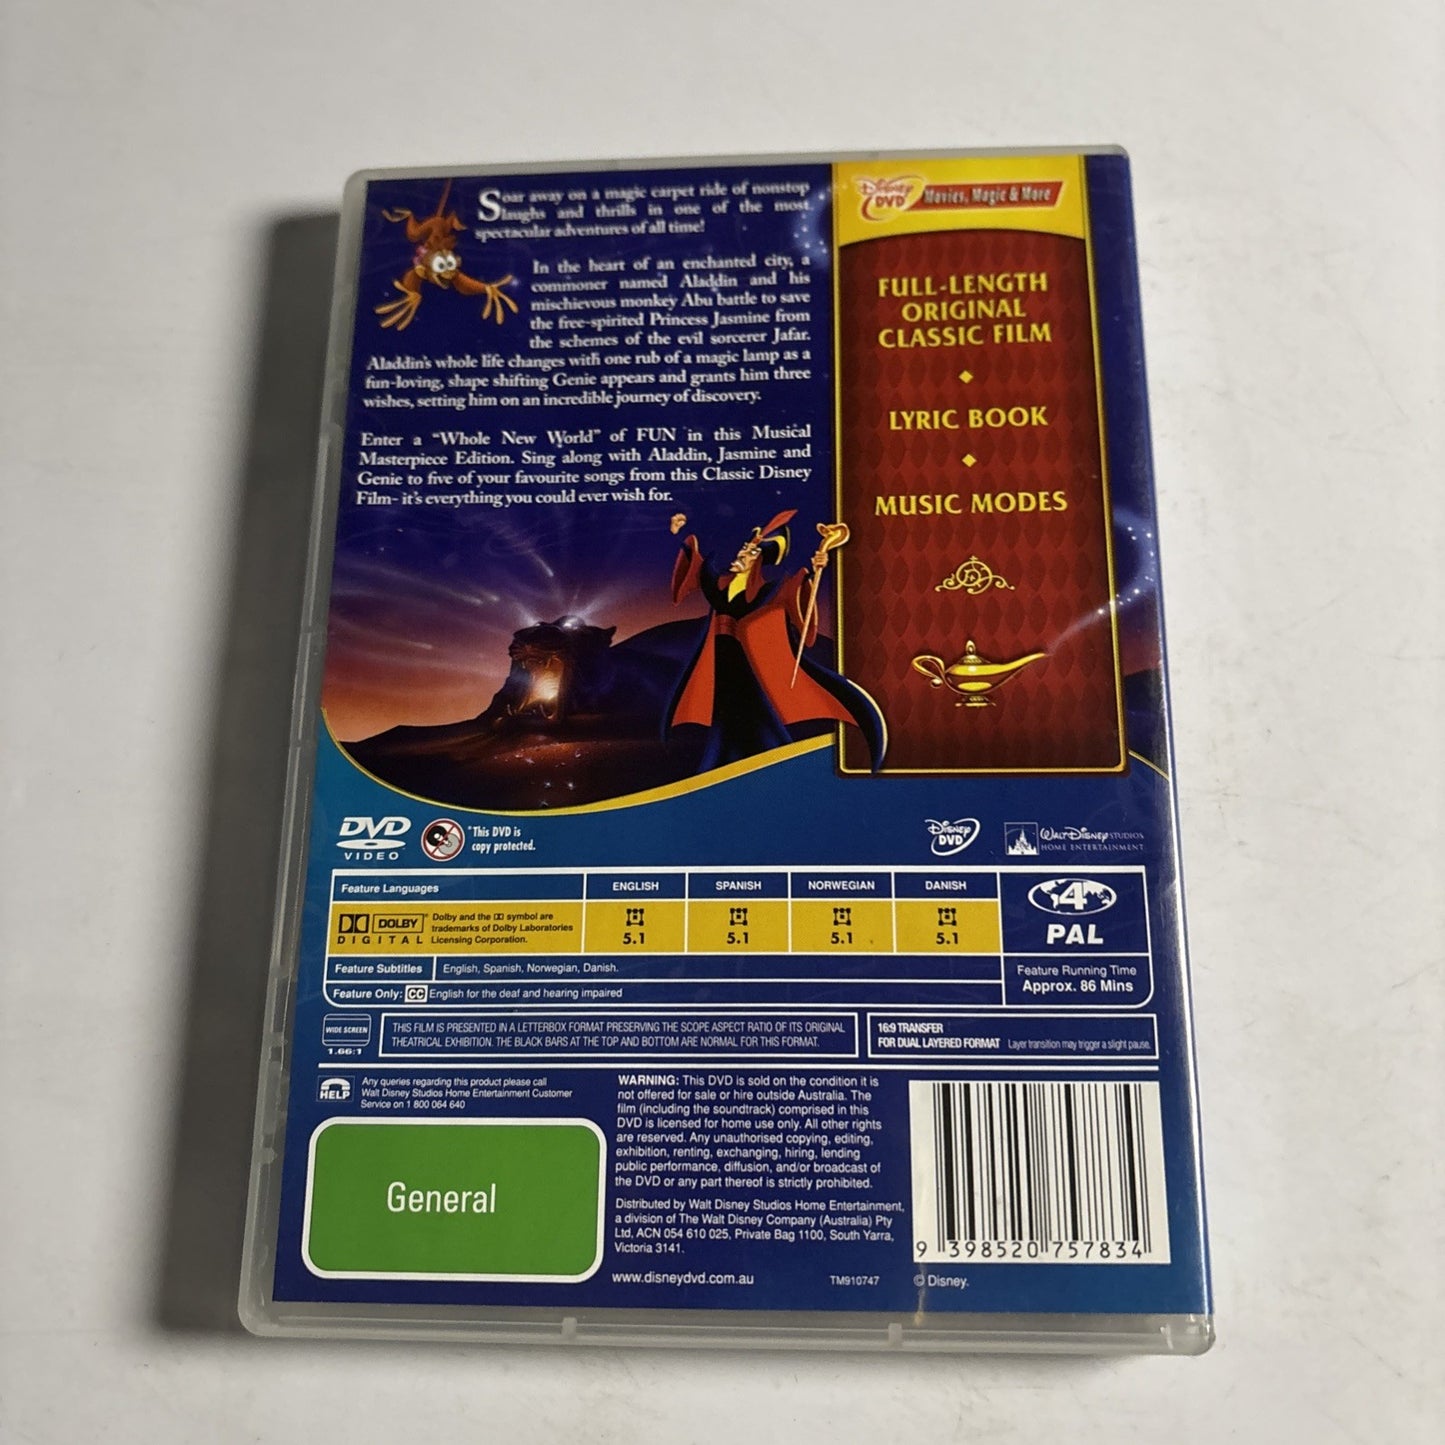 Soar away on a magic carpet ride of nonstop
laughs and thrills in one of the most
spectacular adventures of all time!
In the heart of an enchanted city, a
commoner named Aladdin and his
mischievous monkey Abu battle to save
the free-spirited Princess Jasmine from
the schemes of the evil sorcerer Jafar.
Aladdin's whole life changes with one rub of a magic lamp as a
fun-loving, shape shifting Genie appears and grants him three
wishes, setting him on an incredible journey of discovery.
Enter a "Whole New World" of FUN in this Musical
Masterpiece Edition. Sing along with Aladdin, Jasmine and
Genie to five of your favourite songs from this Classic Disney
Film- it's everything you could ever wish for.
Disney DVD Movies, Magic & More
FULL-LENGTH
ORIGINAL
CLASSIC FILM
LYRIC BOOK
MUSIC MODES
DVD
VIDEO
*This DVD is
copy protected.
Disney
DVD
WALT DISNEY STUDIOS
HOME ENTERTAINMENT
Feature Languages ENGLISH SPANISH NORWEGIAN DANISH
DOLBY
DIGITAL
Dolby and the DD symbol are
trademarks of Dolby Laboratories
Licensing Corporation.
5.1 5.1 5.1 5.1
4
PAL
Feature Subtitles English, Spanish, Norwegian, Danish.
Feature Only: CC English for the deaf and hearing impaired
Feature Running Time
Approx. 86 Mins
WIDE SCREEN
1.66:1
THIS FILM IS PRESENTED IN A LETTERBOX FORMAT PRESERVING THE SCOPE ASPECT RATIO OF ITS ORIGINAL
THEATRICAL EXHIBITION. THE BLACK BARS AT THE TOP AND BOTTOM ARE NORMAL FOR THIS FORMAT.
16:9 TRANSFER
FOR DUAL LAYERED FORMAT Layer transition may trigger a slight pause.
HELP
Any queries regarding this product please call
Walt Disney Studios Home Entertainment Customer
Service on 1 800 064 640
General
WARNING: This DVD is sold on the condition it is
not offered for sale or hire outside Australia. The
film (including the soundtrack) comprised in this
DVD is licensed for home use only. All other rights
are reserved. Any unauthorised copying, editing,
exhibition, renting, exchanging, hiring, lending
public performance, diffusion, and/or broadcast of
the DVD or any part thereof is strictly prohibited.
Distributed by Walt Disney Studios Home Entertainment,
a division of The Walt Disney Company (Australia) Pty
Ltd, ACN 054 610 025, Private Bag 1100, South Yarra,
Victoria 3141.
www.disneydvd.com.au TM910747 © Disney.
9 398520 757834